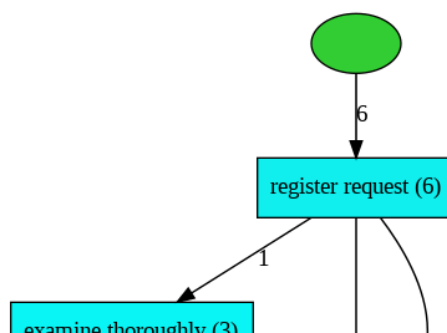 6
register request (6)
1
examine thoroughly (3)